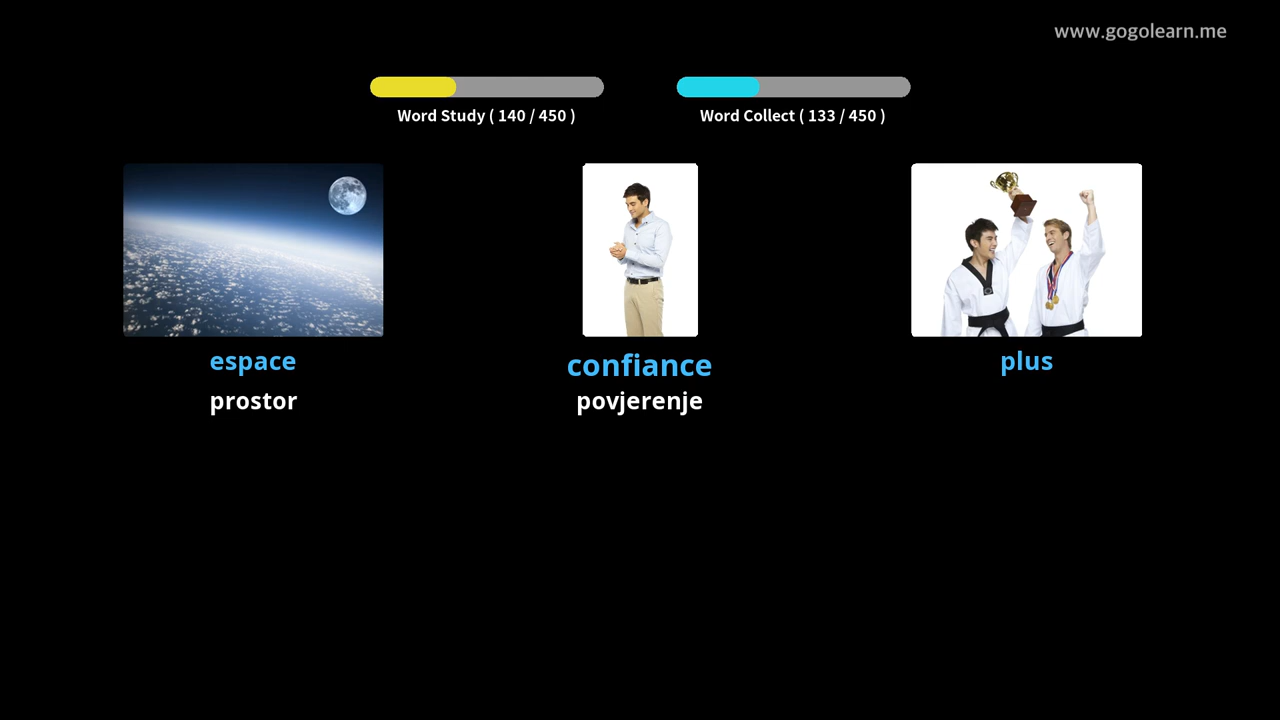 www.gogolearn.me
Word Study ( 140 / 450 )
Word Collect ( 133 / 450 )
espace
confiance
plus
prostor
povjerenje